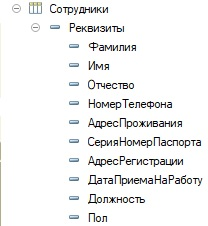 Сотрудники
Реквизиты
Фамилия
Имя
Отчество
НомерТелефона
АдресПроживания
СерияНомерПаспорта
АдресРегистрации
ДатаПриемаНаРаботу
Должность
Пол